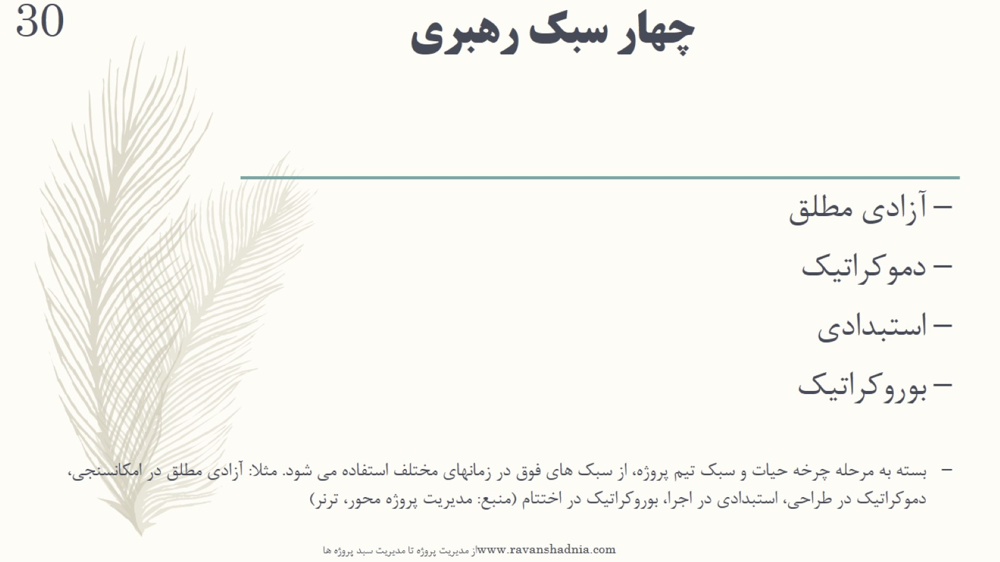 30
چهار سبک رهبری
– آزادی مطلق
– دموکراتیک
– استبدادی
– بوروکراتیک
– بسته به مرحله چرخه حیات و سبک تیم پروژه، از سبک های فوق در زمانهای مختلف استفاده می شود. مثلا: آزادی مطلق در امکانسنجی،
دموکراتیک در طراحی، استبدادی در اجرا، بوروکراتیک در اختتام (منبع: مدیریت پروژه محور، ترنر)
www.ravanshadnia.comاز مدیریت پروژه تا مدیریت سبد پروژه ها